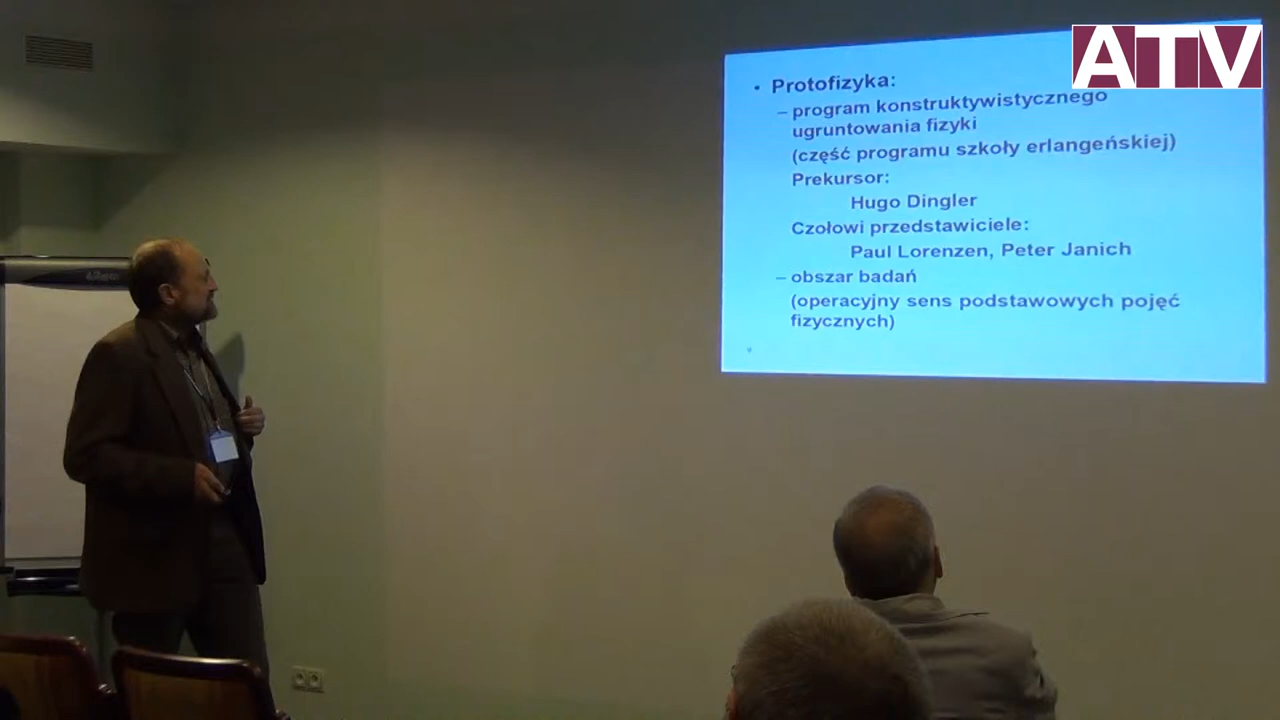 ATV
• Protofizyka:
– program konstruktywistycznego
ugruntowania fizyki
(część programu szkoły erlangeńskiej)
Prekursor:
Hugo Dingler
Czołowi przedstawiciele:
Paul Lorenzen, Peter Janich
– obszar badań
(operacyjny sens podstawowych pojęć
fizycznych)